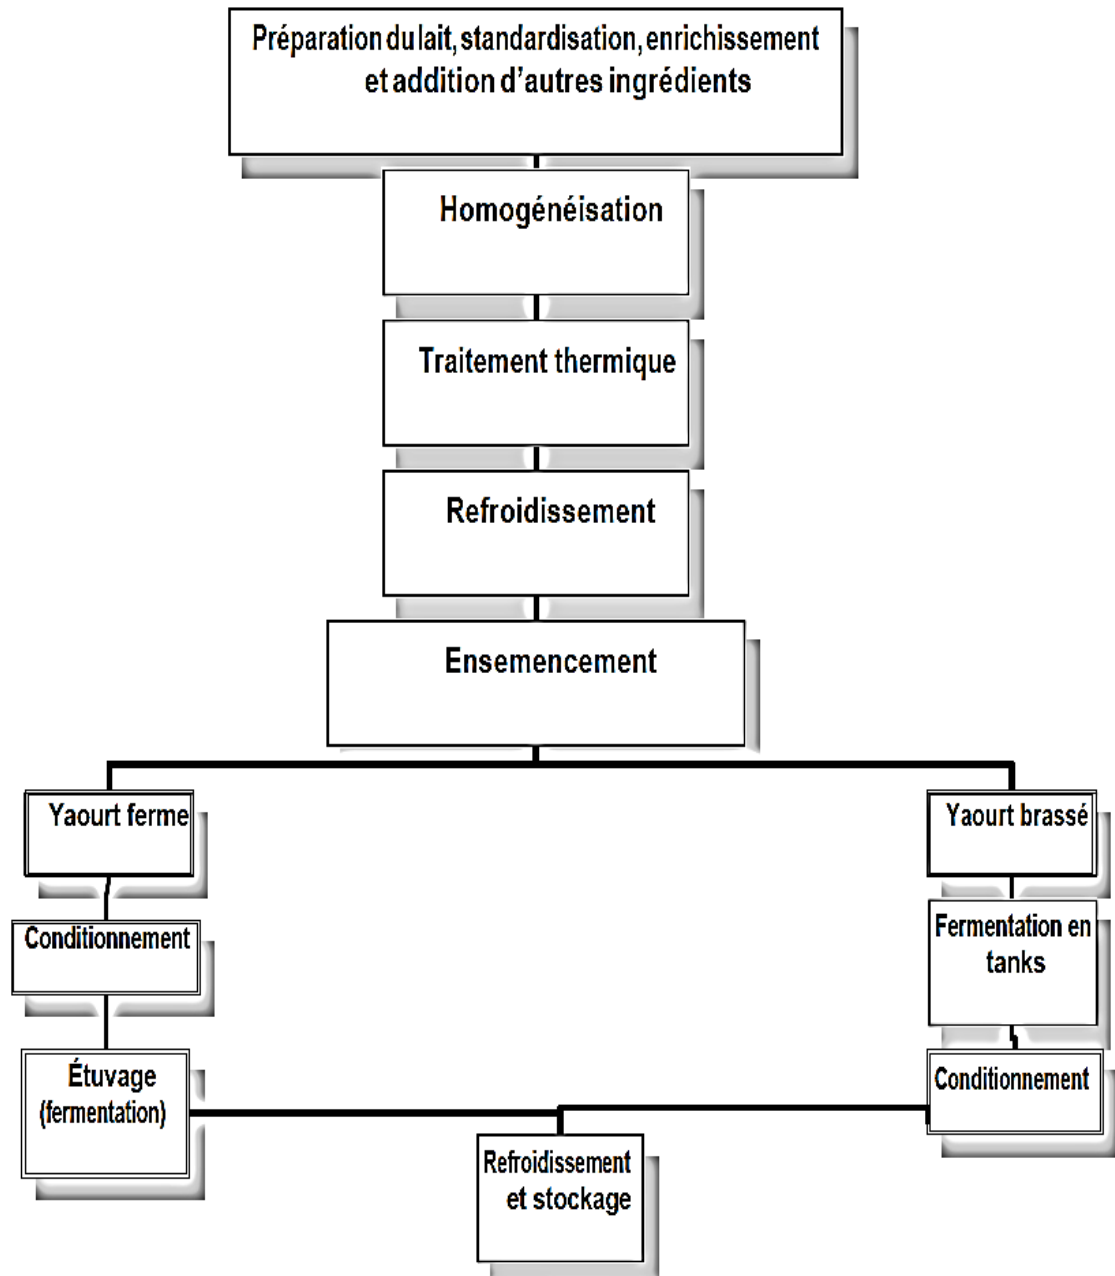 Préparation du lait, standardisation, enrichissement
et addition d’autres ingrédients
Homogénéisation
Traitement thermique
Refroidissement
Ensemencement
Yaourt ferme
Yaourt brassé
Conditionnement
Fermentation en
tanks
Étuvage
(fermentation)
Conditionnement
Refroidissement
et stockage